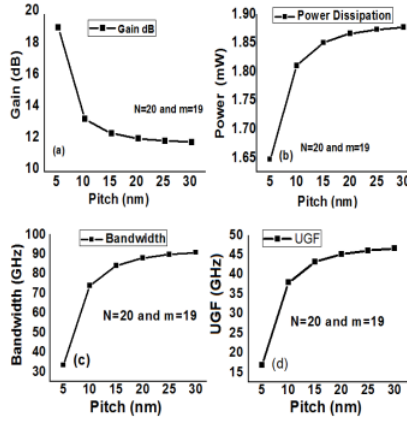 Gain dB
Gain (dB)
20
18
16
14
12
10
N=20 and m=19
(a)
5 10 15 20 25 30
Pitch (nm)
Power Dissipation
Power (mW)
1.90
1.85
1.80
1.75
1.70
1.65
N=20 and m=19
(b)
5 10 15 20 25 30
Pitch (nm)
Bandwidth
Bandwidth (GHz)
100
90
80
70
60
50
40
30
N=20 and m=19
(c)
5 10 15 20 25 30
Pitch (nm)
UGF
UGF (GHz)
50
45
40
35
30
25
20
15
N=20 and m=19
(d)
5 10 15 20 25 30
Pitch (nm)